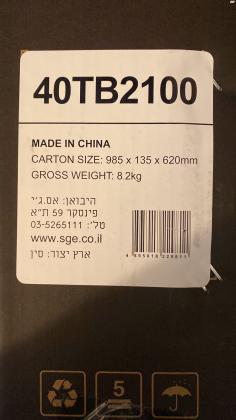 40TB2100
MADE IN CHINA
CARTON SIZE: 985 x 135 x 620mm
GROSS WEIGHT: 8.2kg
היבואן: אס.ג'י
פינסקר 59 ת"א
טל': 03-5265111
www.sge.co.il
ארץ יצור: סין
5